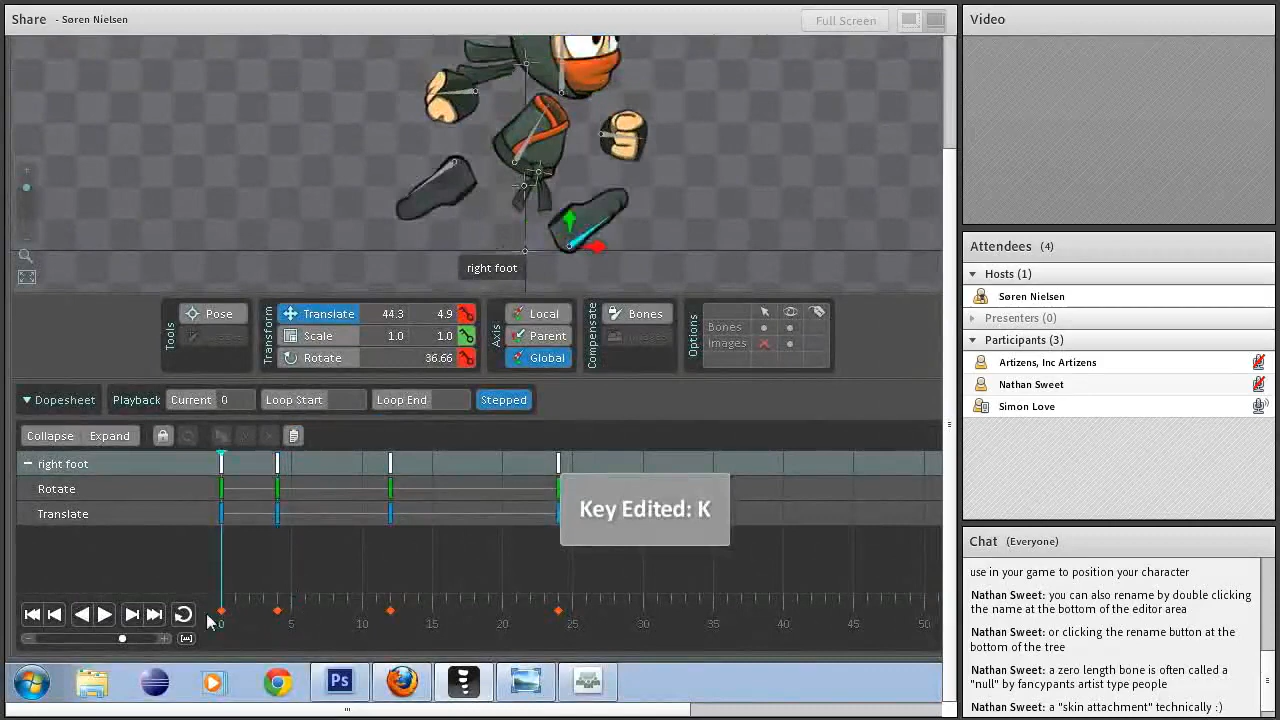 Share - Søren Nielsen
Full Screen
Video
right foot
Tools
Pose
Transform
Translate 44.3 4.9
Scale 1.0 1.0
Rotate 36.66
Axis
Local
Parent
Global
Compensate
Bones
Options
Bones
Images
Dopesheet
Playback
Current 0
Loop Start
Loop End
Stepped
Collapse
Expand
right foot
Rotate
Translate
Key Edited: K
0 5 10 15 20 25 30 35 40 45 50
Ps
Attendees (4)
Hosts (1)
Søren Nielsen
Presenters (0)
Participants (3)
Artizens, Inc Artizens
Nathan Sweet
Simon Love
Chat (Everyone)
use in your game to position your character
Nathan Sweet: you can also rename by double clicking
the name at the bottom of the editor area
Nathan Sweet: or clicking the rename button at the
bottom of the tree
Nathan Sweet: a zero length bone is often called
"null" by fancypants artist type people
Nathan Sweet: a "skin attachment" technically :)